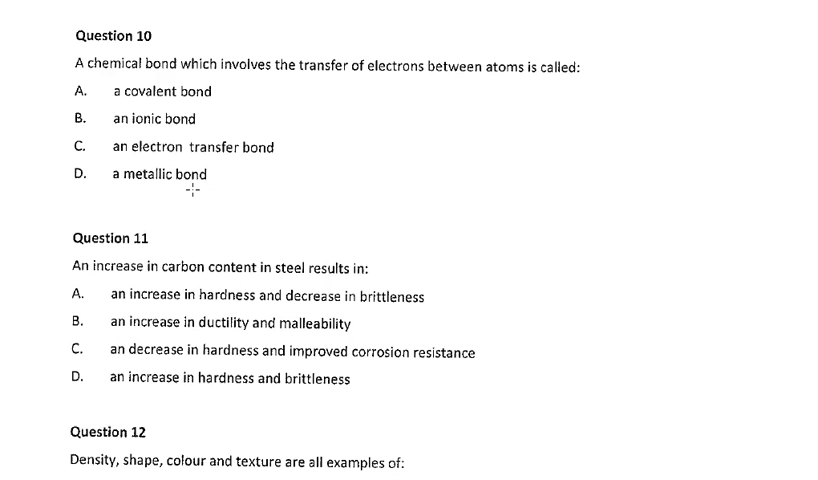 Question 10
A chemical bond which involves the transfer of electrons between atoms is called:
A. a covalent bond
B. an ionic bond
C. an electron transfer bond
D. a metallic bond
Question 11
An increase in carbon content in steel results in:
A. an increase in hardness and decrease in brittleness
B. an increase in ductility and malleability
C. an decrease in hardness and improved corrosion resistance
D. an increase in hardness and brittleness
Question 12
Density, shape, colour and texture are all examples of: